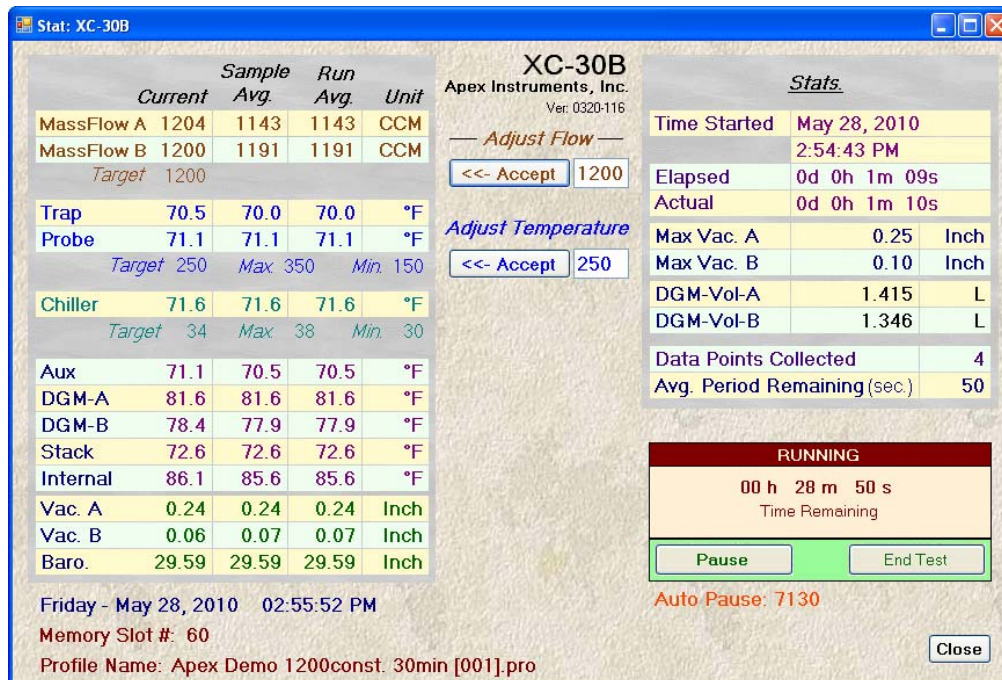 Stat: XC-30B
Current Sample Avg. Run Avg. Unit
MassFlow A 1204 1143 1143 CCM
MassFlow B 1200 1191 1191 CCM
Target 1200
Trap 70.5 70.0 70.0 °F
Probe 71.1 71.1 71.1 °F
Target 250 Max. 350 Min. 150
Chiller 71.6 71.6 71.6 °F
Target 34 Max. 38 Min. 30
Aux 71.1 70.5 70.5 °F
DGM-A 81.6 81.6 81.6 °F
DGM-B 78.4 77.9 77.9 °F
Stack 72.6 72.6 72.6 °F
Internal 86.1 85.6 85.6 °F
Vac. A 0.24 0.24 0.24 Inch
Vac. B 0.06 0.07 0.07 Inch
Baro. 29.59 29.59 29.59 Inch
Friday - May 28, 2010 02:55:52 PM
Memory Slot #: 60
Profile Name: Apex Demo 1200const. 30min [001].pro
XC-30B
Apex Instruments, Inc.
Ver: 0320-116
Adjust Flow
<<- Accept 1200
Adjust Temperature
<<- Accept 250
Stats.
Time Started May 28, 2010
2:54:43 PM
Elapsed 0d 0h 1m 09s
Actual 0d 0h 1m 10s
Max Vac. A 0.25 Inch
Max Vac. B 0.10 Inch
DGM-Vol-A 1.415 L
DGM-Vol-B 1.346 L
Data Points Collected 4
Avg. Period Remaining (sec.) 50
RUNNING
00 h 28 m 50 s
Time Remaining
Pause End Test
Auto Pause: 7130
Close